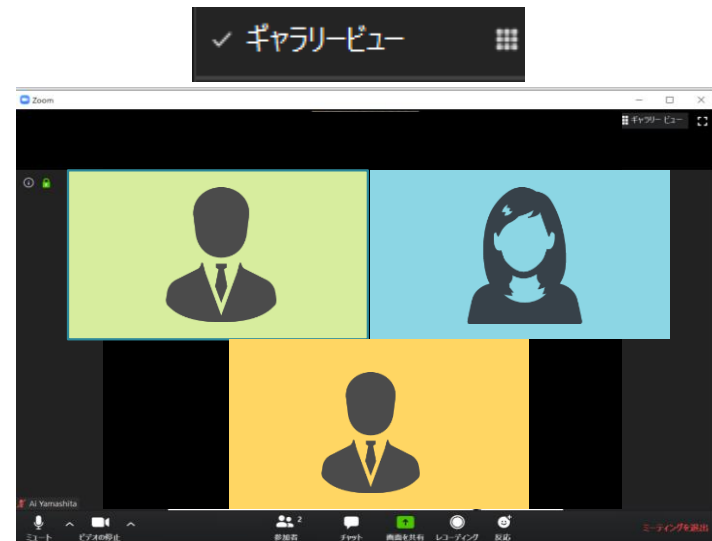 ギャラリービュー
Zoom
ギャラリー ビュー
Ai Yamashita
2
ミュート ビデオの停止 参加者 チャット 画面を共有 レコーディング 反応 ミーティングを退出